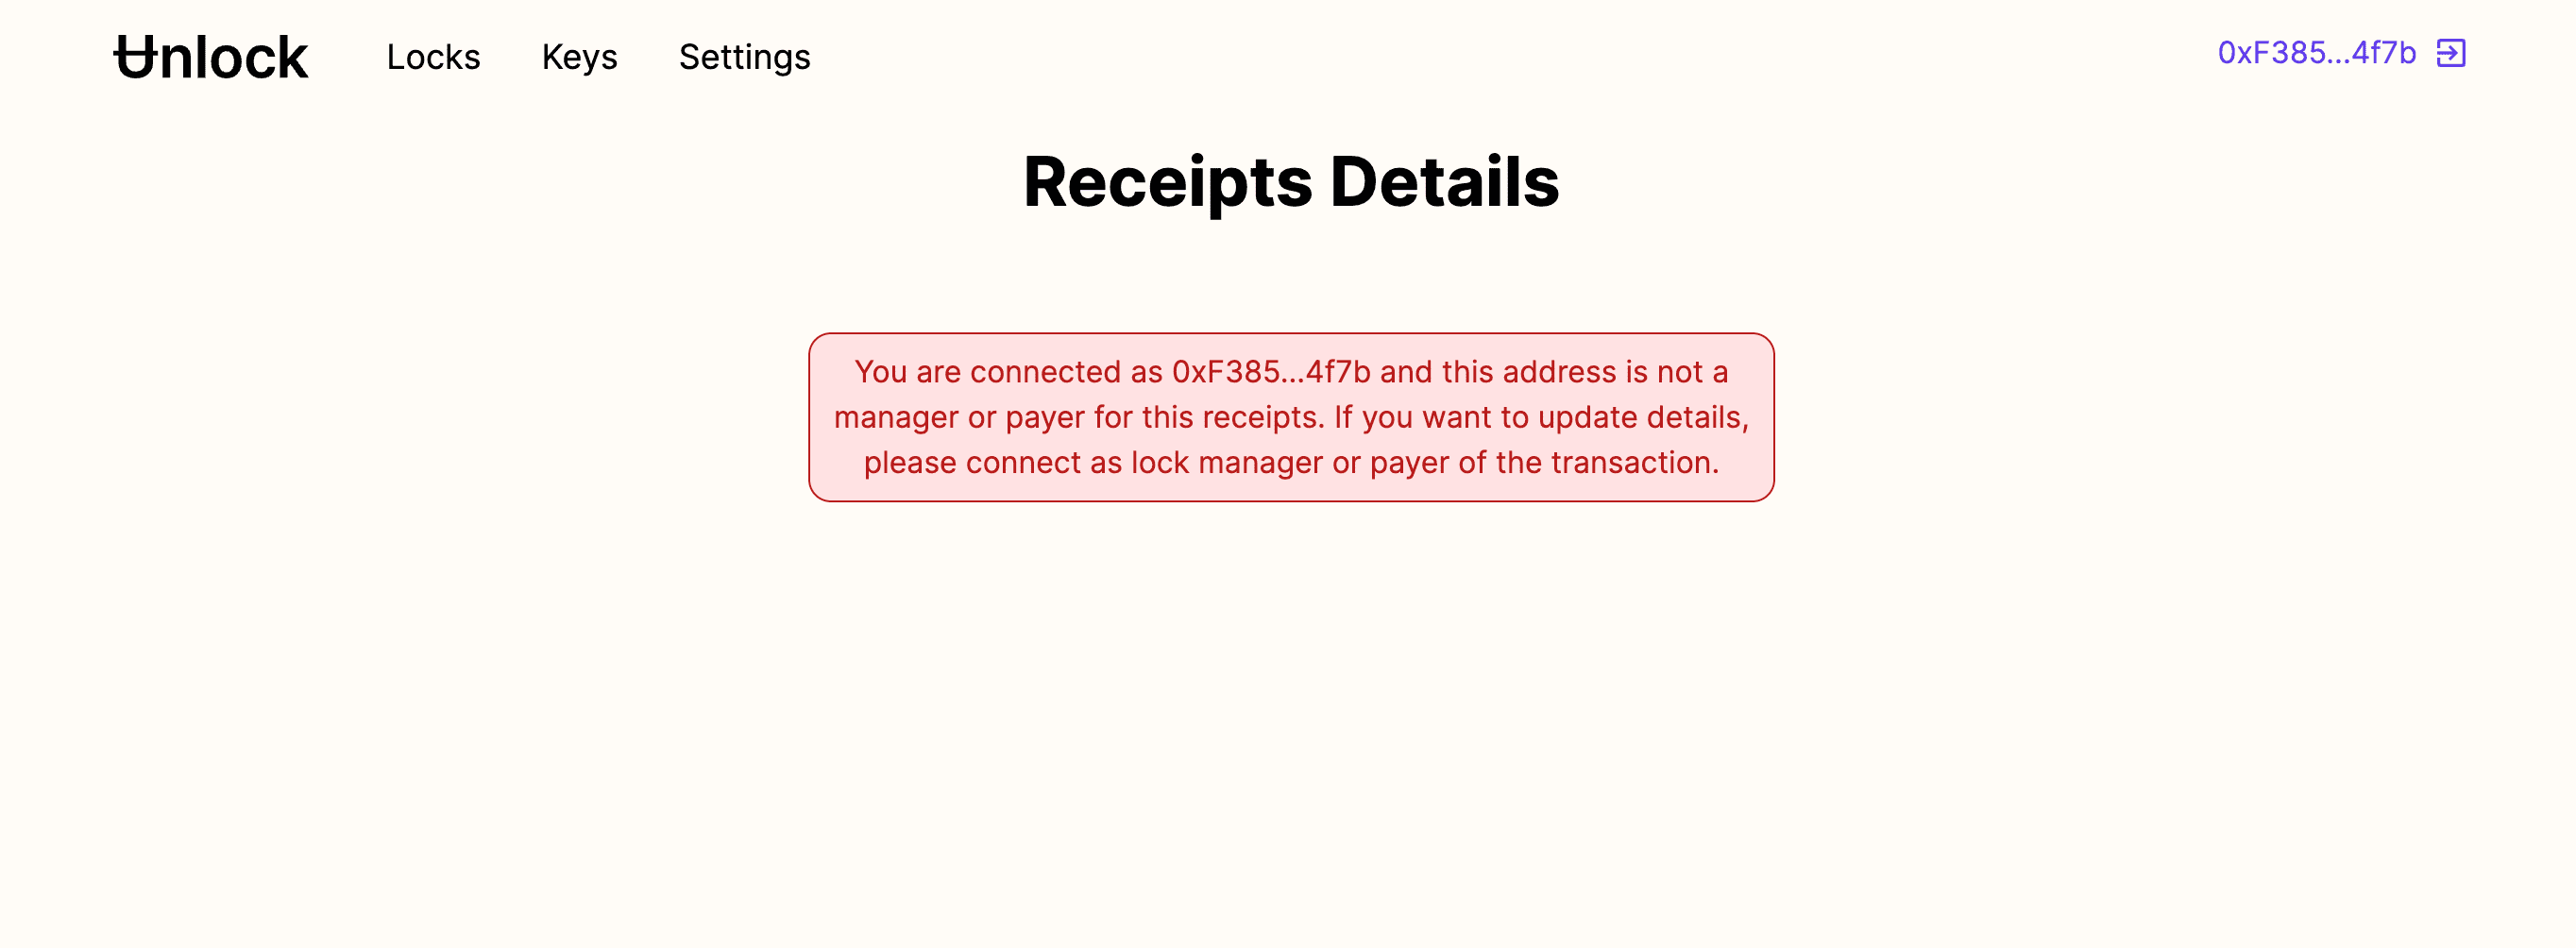 Unlock Locks Keys Settings 0xF385...4f7b
Receipts Details
You are connected as 0xF385...4f7b and this address is not a
manager or payer for this receipts. If you want to update details,
please connect as lock manager or payer of the transaction.